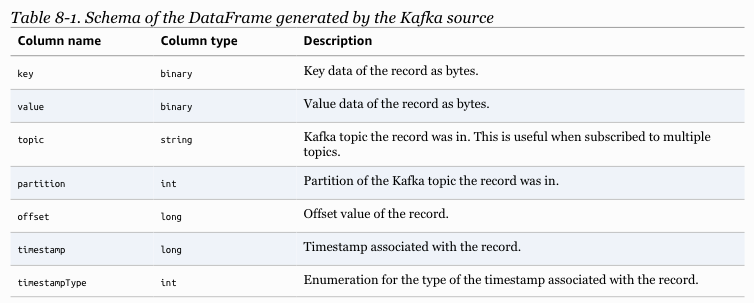 Table 8-1. Schema of the DataFrame generated by the Kafka source
Column name Column type Description
key binary Key data of the record as bytes.
value binary Value data of the record as bytes.
topic string Kafka topic the record was in. This is useful when subscribed to multiple
topics.
partition int Partition of the Kafka topic the record was in.
offset long Offset value of the record.
timestamp long Timestamp associated with the record.
timestampType int Enumeration for the type of the timestamp associated with the record.